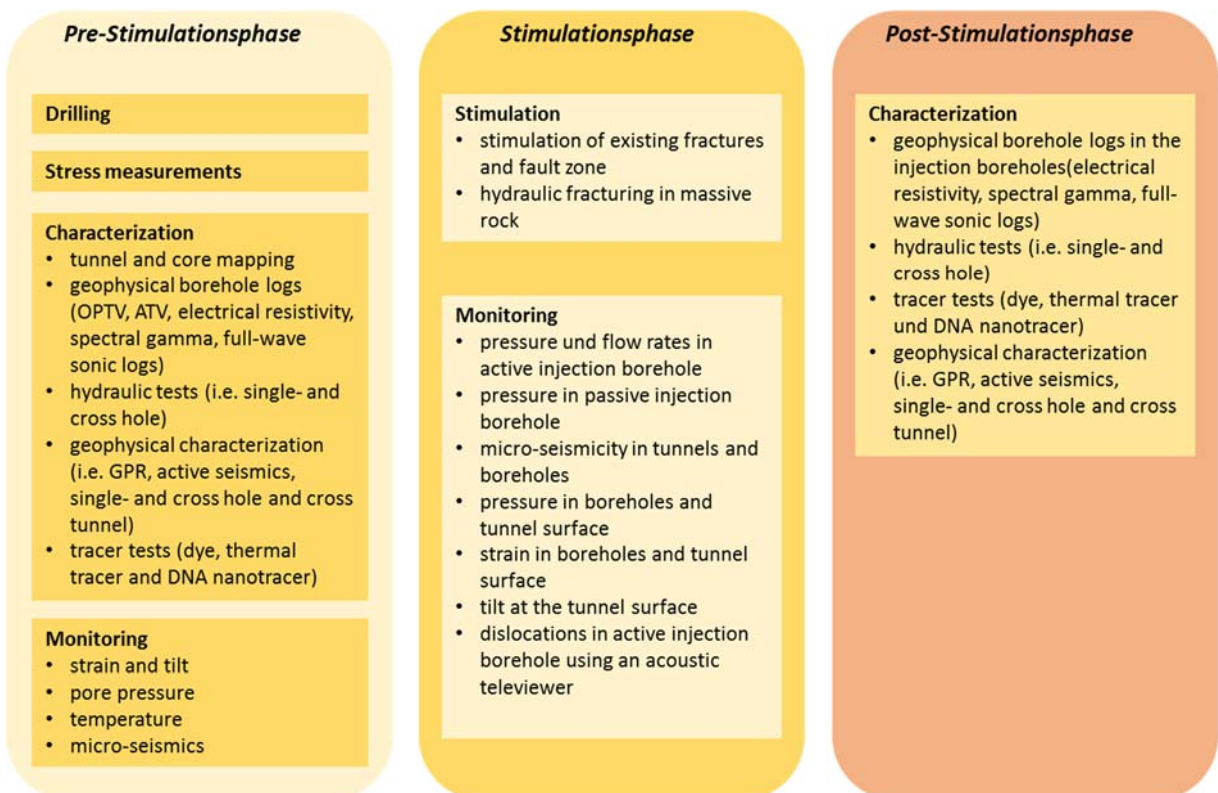 Pre-Stimulationsphase
Drilling
Stress measurements
Characterization
• tunnel and core mapping
• geophysical borehole logs
(OPTV, ATV, electrical resistivity,
spectral gamma, full-wave
sonic logs)
• hydraulic tests (i.e. single- and
cross hole)
• geophysical characterization
(i.e. GPR, active seismics,
single- and cross hole and cross
tunnel)
• tracer tests (dye, thermal
tracer and DNA nanotracer)
Monitoring
• strain and tilt
• pore pressure
• temperature
• micro-seismics
Stimulationsphase
Stimulation
• stimulation of existing fractures
and fault zone
• hydraulic fracturing in massive
rock
Monitoring
• pressure und flow rates in
active injection borehole
• pressure in passive injection
borehole
• micro-seismicity in tunnels and
boreholes
• pressure in boreholes and
tunnel surface
• strain in boreholes and tunnel
surface
• tilt at the tunnel surface
• dislocations in active injection
borehole using an acoustic
televiewer
Post-Stimulationsphase
Characterization
• geophysical borehole logs in the
injection boreholes(electrical
resistivity, spectral gamma, full-
wave sonic logs)
• hydraulic tests (i.e. single- and
cross hole)
• tracer tests (dye, thermal tracer
und DNA nanotracer)
• geophysical characterization
(i.e. GPR, active seismics,
single- and cross hole and cross
tunnel)